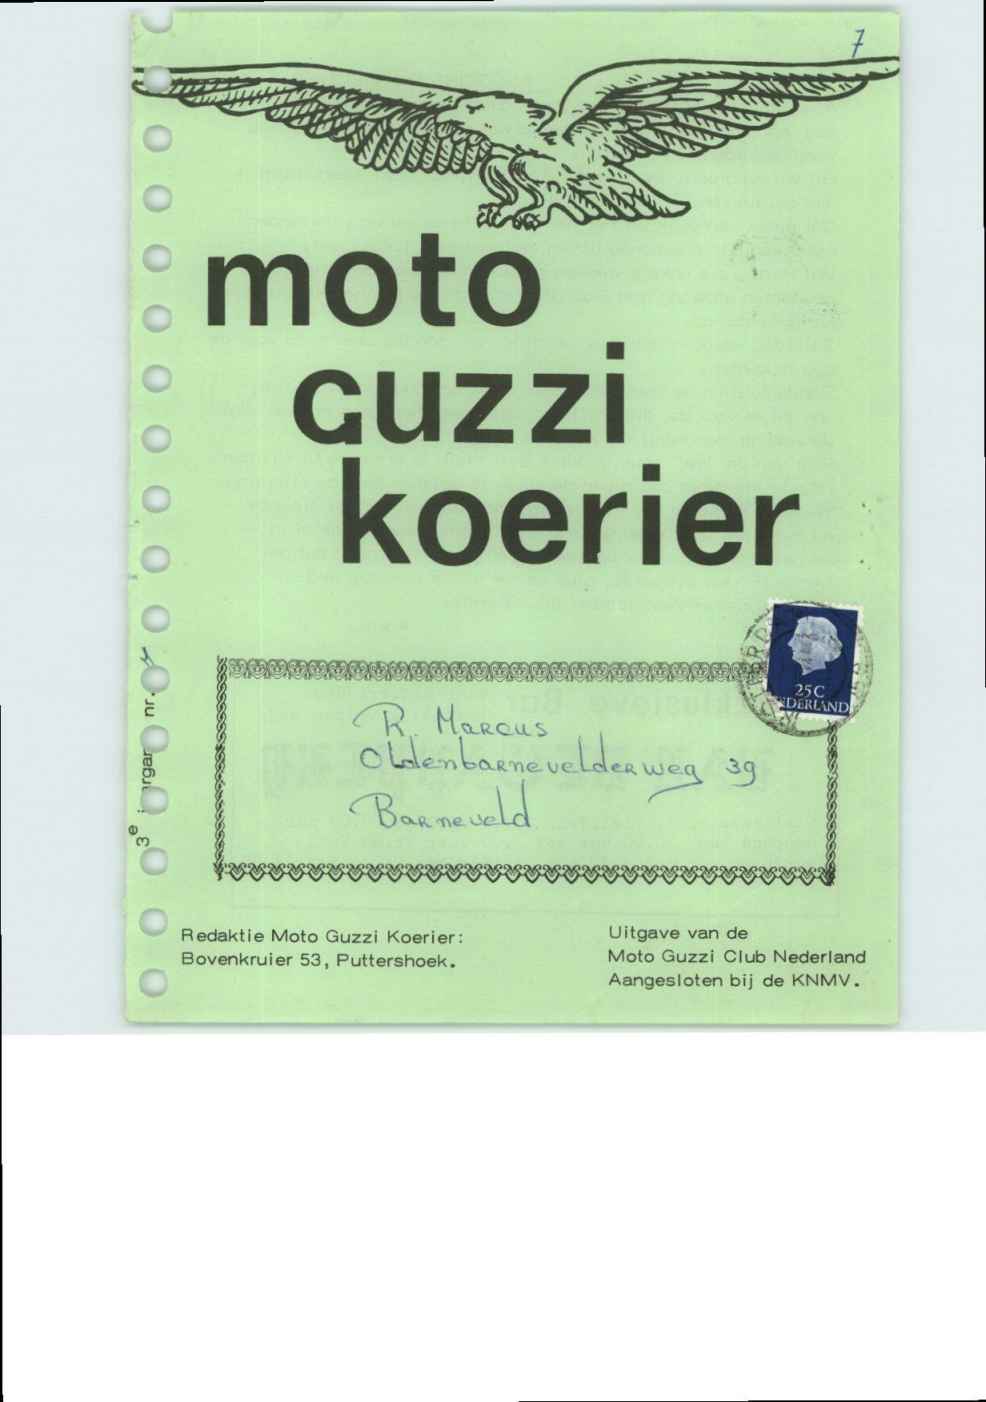 7
moto
guzzi
koerier
25C
NEDERLAND
R. Marcus
Oldenbarnevelderweg 39
Barneveld
3e nr.
Redaktie Moto Guzzi Koerier:
Bovenkruier 53, Puttershoek.
Uitgave van de
Moto Guzzi Club Nederland
Aangesloten bij de KNMV.